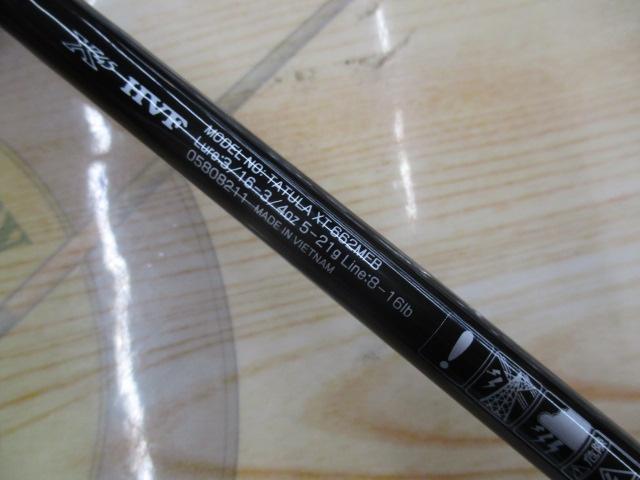 X45
HVF
MODEL NO: TATULA XT 662MFB
Lure:3/16-3/4oz 5-21g Line:8-16lb
05808211 MADE IN VIETNAM